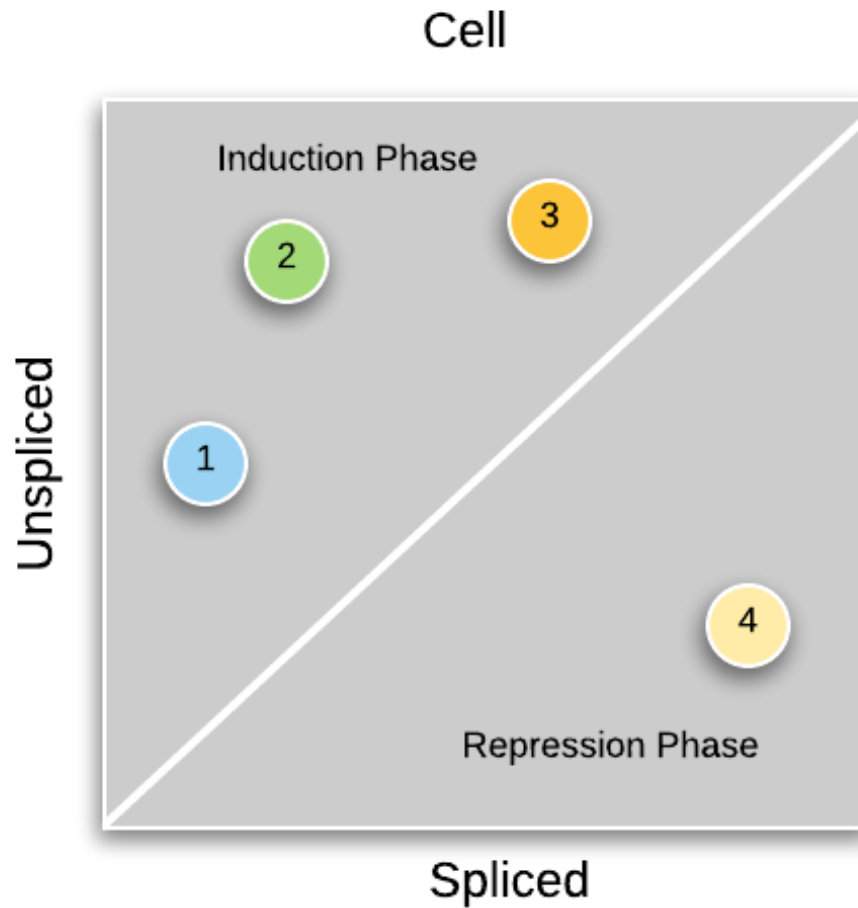 Cell
Induction Phase
3
2
Unspliced
1
4
Repression Phase
Spliced